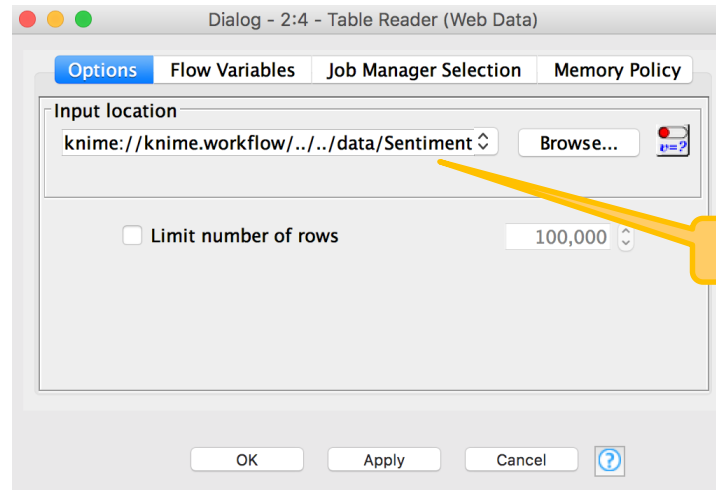 Dialog - 2:4 - Table Reader (Web Data)
Options Flow Variables Job Manager Selection Memory Policy
Input location
knime://knime.workflow/../../data/Sentiment Browse... v=?
Limit number of rows 100,000
OK Apply Cancel ?